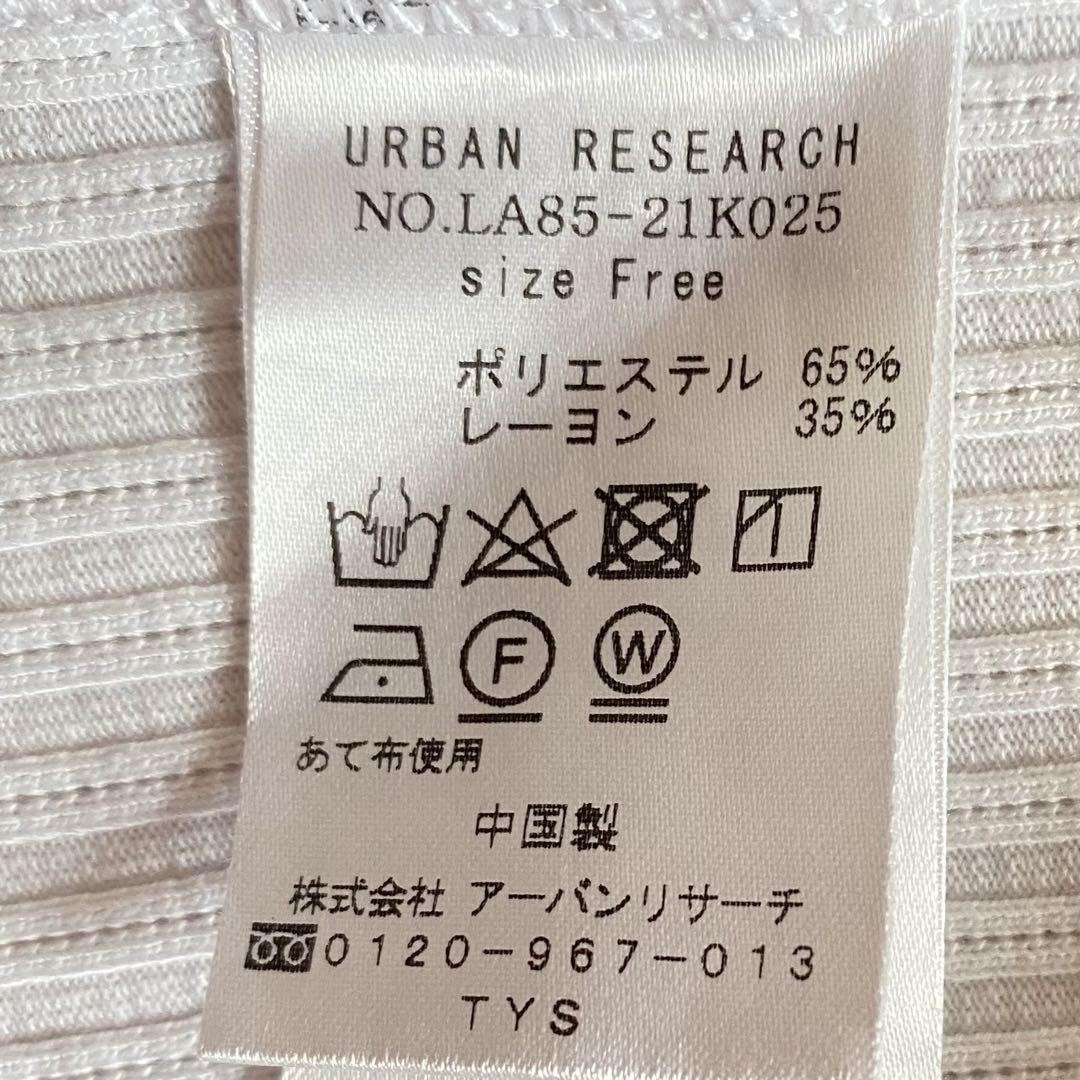 URBAN RESEARCH
NO.LA85-21K025
size Free
ポリエステル 65%
レーヨン 35%
F W
あて布使用
中国製
株式会社 アーバンリサーチ
0120-967-013
TYS